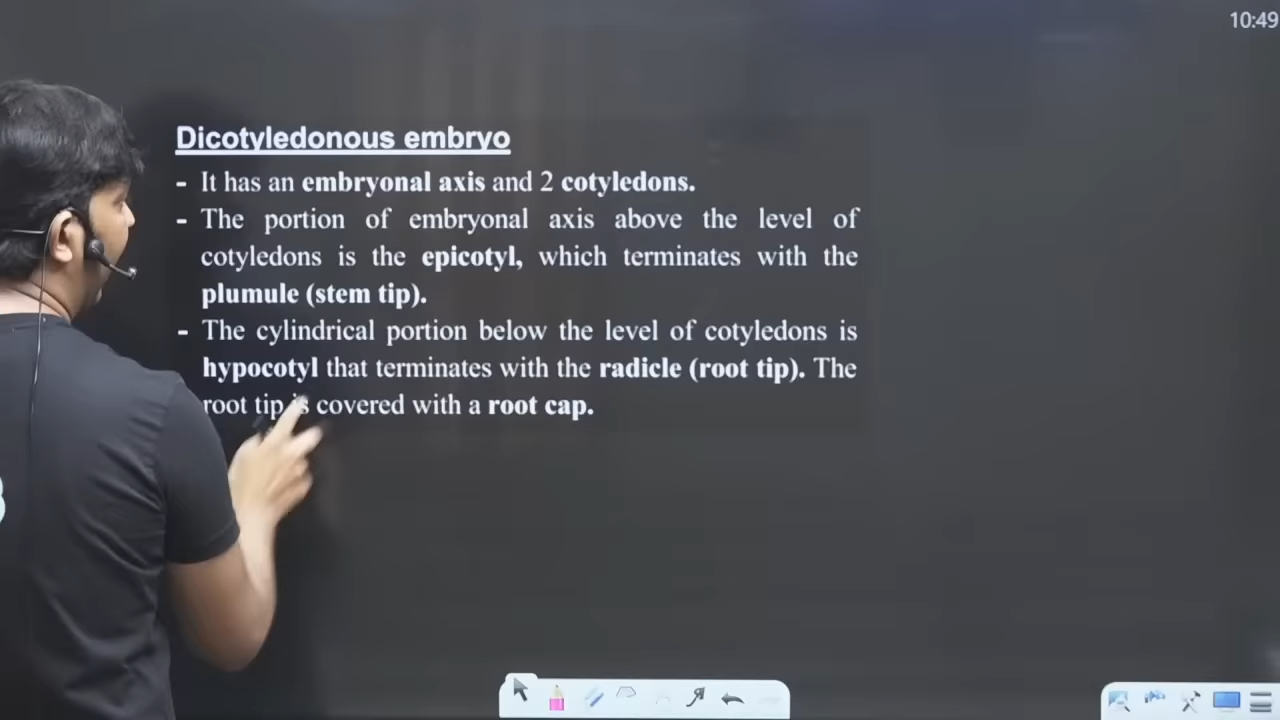 10:49
Dicotyledonous embryo
- It has an embryonal axis and 2 cotyledons.
- The portion of embryonal axis above the level of
cotyledons is the epicotyl, which terminates with the
plumule (stem tip).
- The cylindrical portion below the level of cotyledons is
hypocotyl that terminates with the radicle (root tip). The
root tip is covered with a root cap.